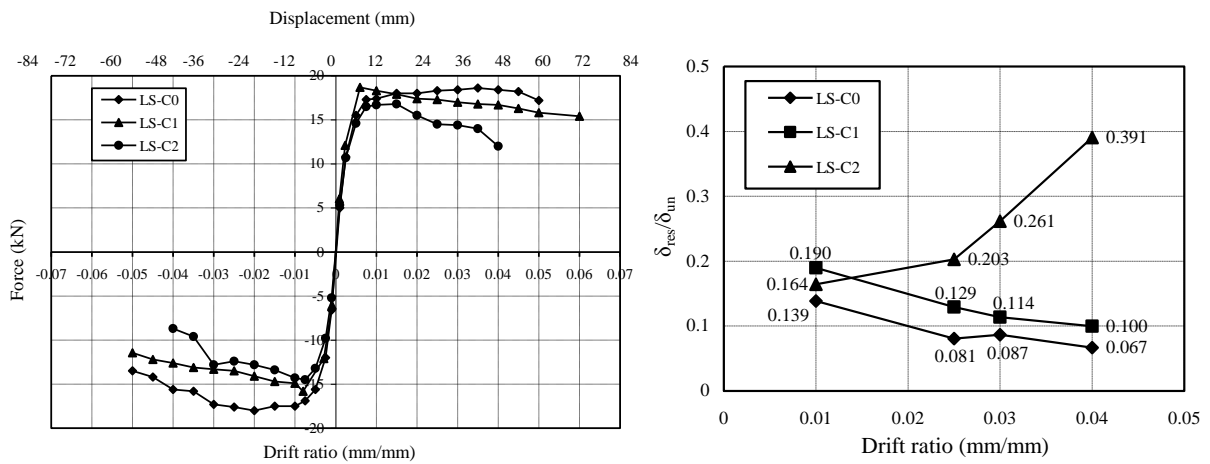 Displacement (mm)
-84 -72 -60 -48 -36 -24 -12 0 12 24 36 48 60 72 84
20
15
10
5
0
-5
-10
-15
-20
LS-C0
LS-C1
LS-C2
Force (kN)
-0.07 -0.06 -0.05 -0.04 -0.03 -0.02 -0.01 0 0.01 0.02 0.03 0.04 0.05 0.06 0.07
Drift ratio (mm/mm)
0.5
0.4
0.3
0.2
0.1
0
δres/δun
LS-C0
LS-C1
LS-C2
0.391
0.261
0.203
0.190
0.164
0.139
0.129
0.114
0.100
0.081
0.087
0.067
0 0.01 0.02 0.03 0.04 0.05
Drift ratio (mm/mm)